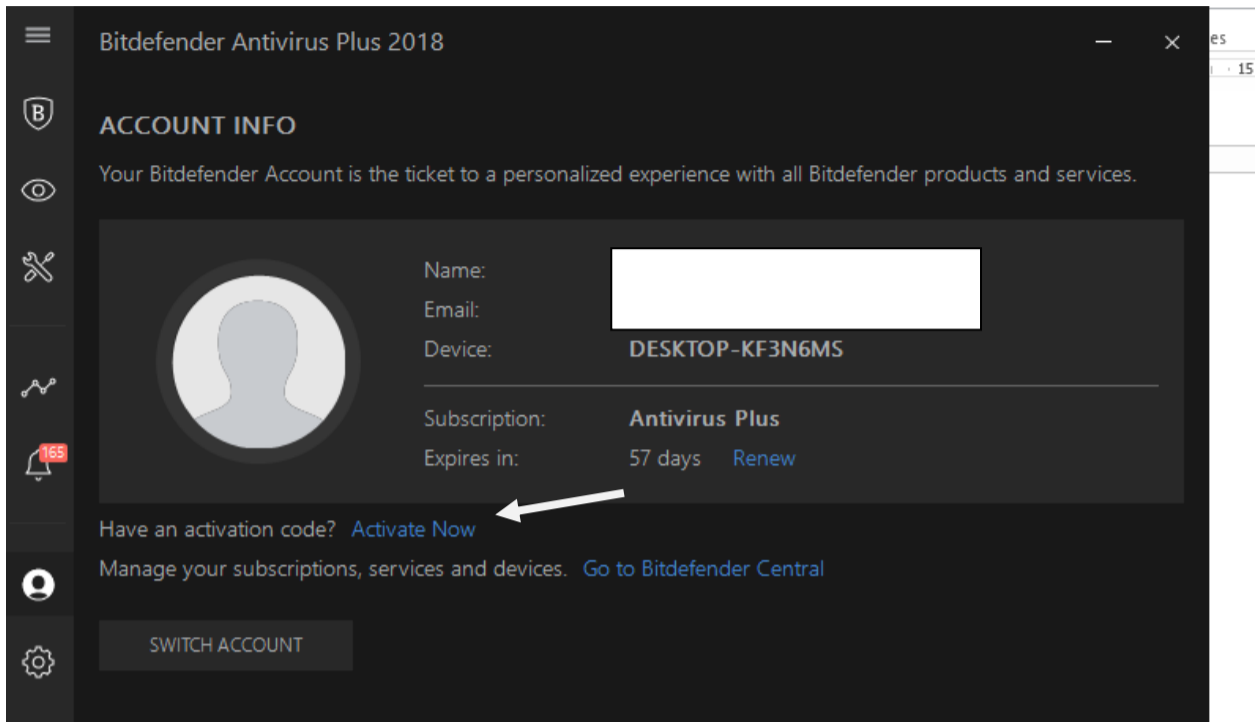 Bitdefender Antivirus Plus 2018
es
15
B
ACCOUNT INFO
Your Bitdefender Account is the ticket to a personalized experience with all Bitdefender products and services.
Name:
Email:
Device: DESKTOP-KF3N6MS
Subscription: Antivirus Plus
Expires in: 57 days Renew
165
Have an activation code? Activate Now
Manage your subscriptions, services and devices. Go to Bitdefender Central
SWITCH ACCOUNT